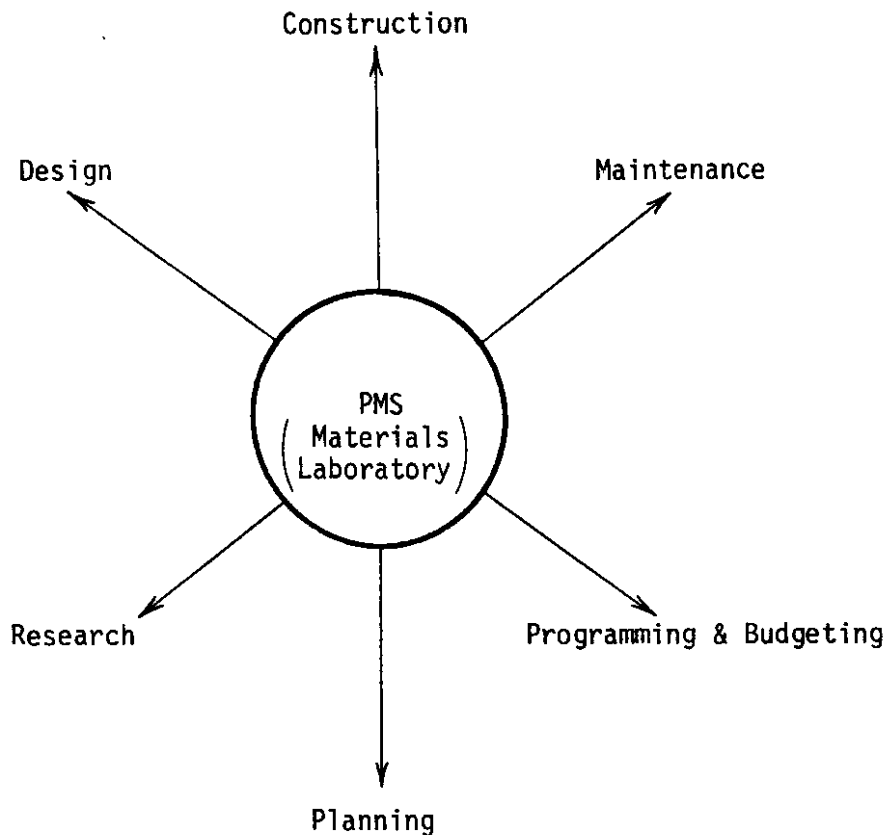 Construction
Design
Maintenance
PMS
(Materials
Laboratory)
Research
Programming & Budgeting
Planning